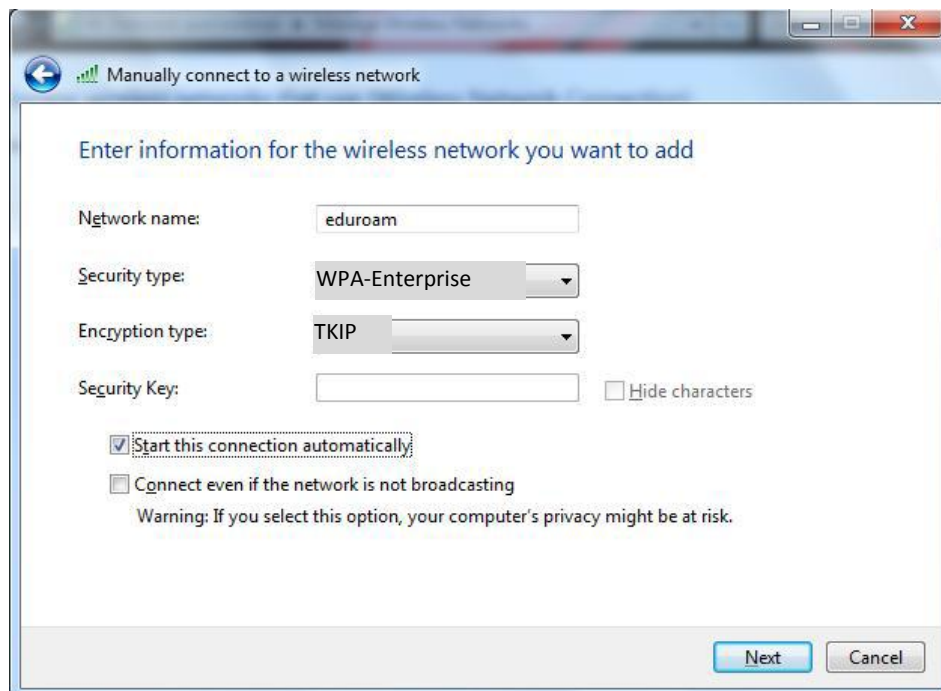 Manually connect to a wireless network
Enter information for the wireless network you want to add
Network name: eduroam
Security type: WPA-Enterprise
Encryption type: TKIP
Security Key: Hide characters
Start this connection automatically
Connect even if the network is not broadcasting
Warning: If you select this option, your computer's privacy might be at risk.
Next Cancel